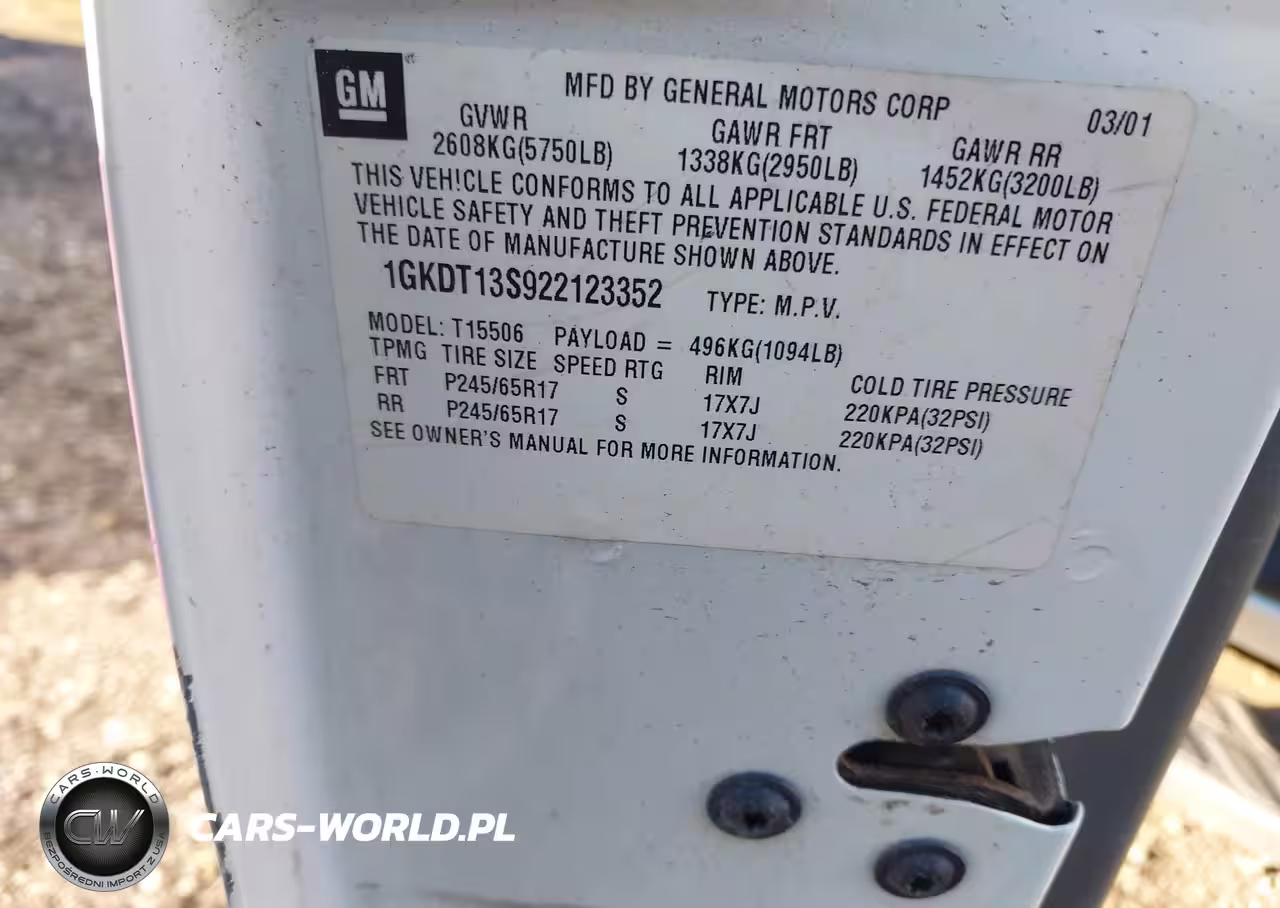 GM
MFD BY GENERAL MOTORS CORP 03/01
GVWR GAWR FRT GAWR RR
2608KG(5750LB) 1338KG(2950LB) 1452KG(3200LB)
THIS VEHICLE CONFORMS TO ALL APPLICABLE U.S. FEDERAL MOTOR
VEHICLE SAFETY AND THEFT PREVENTION STANDARDS IN EFFECT ON
THE DATE OF MANUFACTURE SHOWN ABOVE.
1GKDT13S922123352 TYPE: M.P.V.
MODEL: T15506 PAYLOAD = 496KG(1094LB)
TPMG TIRE SIZE SPEED RTG RIM COLD TIRE PRESSURE
FRT P245/65R17 S 17X7J 220KPA(32PSI)
RR P245/65R17 S 17X7J 220KPA(32PSI)
SEE OWNER'S MANUAL FOR MORE INFORMATION.
CARS-WORLD
CW
BEZPOŚREDNI IMPORT Z USA
CARS-WORLD.PL